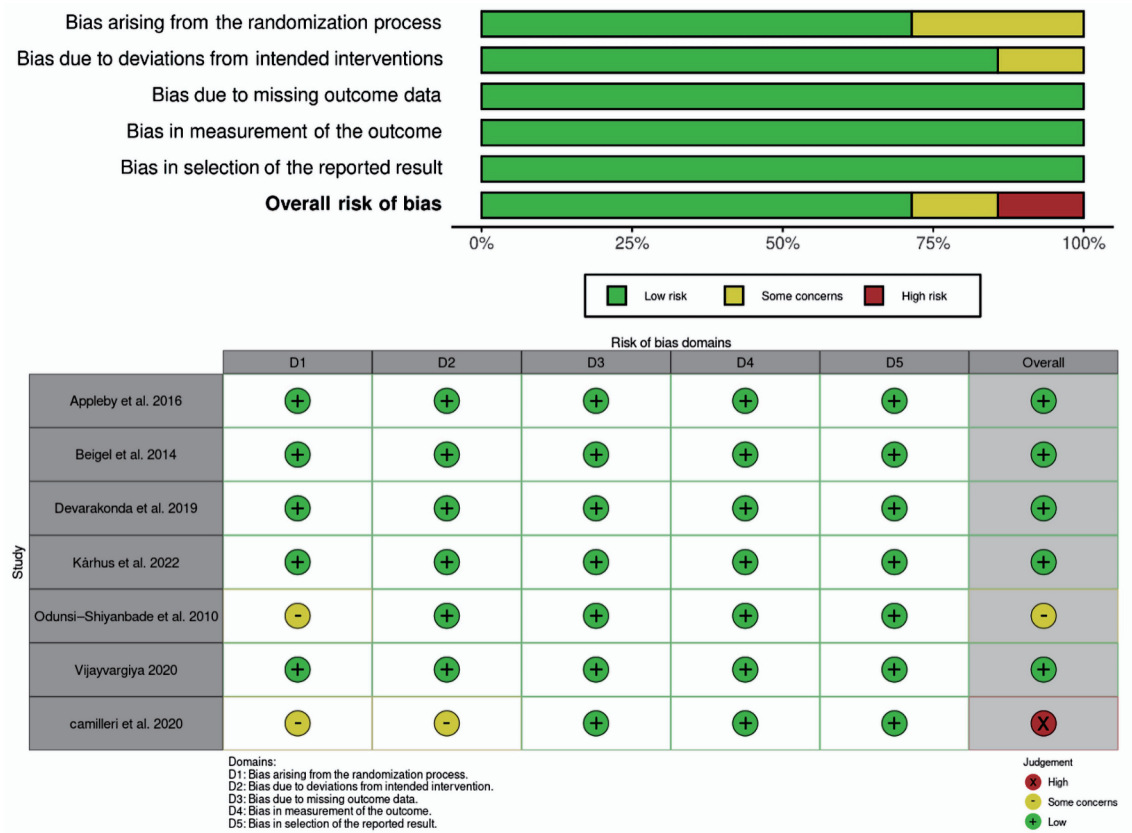 Bias arising from the randomization process
Bias due to deviations from intended interventions
Bias due to missing outcome data
Bias in measurement of the outcome
Bias in selection of the reported result
Overall risk of bias
0% 25% 50% 75% 100%
Low risk Some concerns High risk
Risk of bias domains
D1 D2 D3 D4 D5 Overall
Study
Appleby et al. 2016 + + + + + +
Beigel et al. 2014 + + + + + +
Devarakonda et al. 2019 + + + + + +
Kårhus et al. 2022 + + + + + +
Odunsi–Shiyanbade et al. 2010 - + + + + -
Vijayvargiya 2020 + + + + + +
camilleri et al. 2020 - - + + + X
Domains:
D1: Bias arising from the randomization process.
D2: Bias due to deviations from intended intervention.
D3: Bias due to missing outcome data.
D4: Bias in measurement of the outcome.
D5: Bias in selection of the reported result.
Judgement
X High
- Some concerns
+ Low